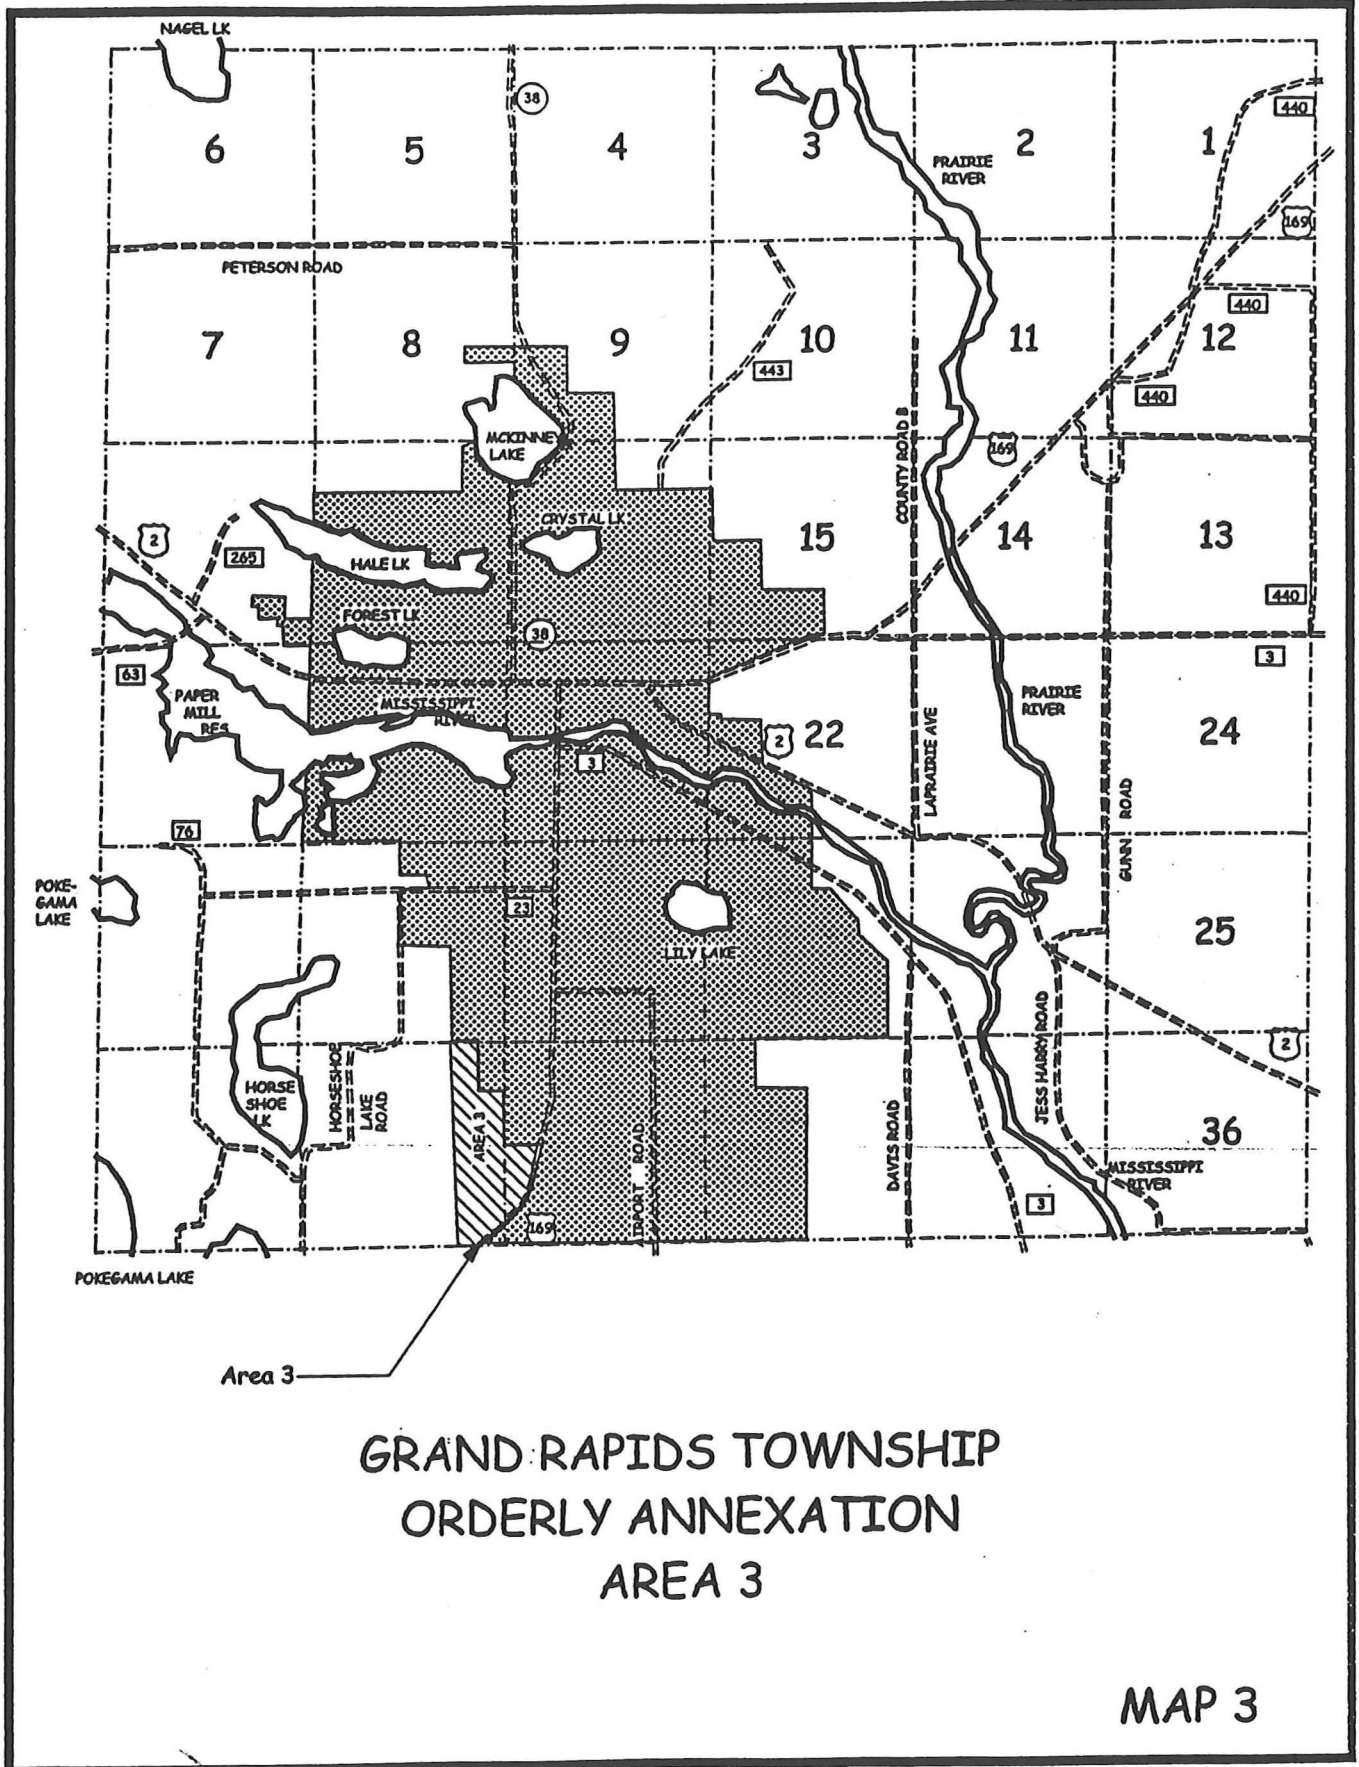 NAGEL LK
38
440
6
5
4
3
2
1
PRAIRIE
RIVER
169
PETERSON ROAD
440
7
8
9
10
11
12
443
440
MCKINNEY
LAKE
COUNTY ROAD B
169
CRYSTAL LK
2
265
HALE LK
15
14
13
440
FOREST LK
38
3
63
PAPER
MILL
RES
MISSISSIPPI
RIVER
PRAIRIE
RIVER
2
22
24
3
LAPRAIRIE AVE
GUNN ROAD
76
POKE-
GAMA
LAKE
23
25
LILY LAKE
HORSE
SHOE
LK
HORSESHOE
LAKE
ROAD
AREA 3
JESS HARRY ROAD
2
DAVIS ROAD
36
AIRPORT ROAD
MISSISSIPPI
RIVER
3
169
POKEGAMA LAKE
Area 3
GRAND RAPIDS TOWNSHIP
ORDERLY ANNEXATION
AREA 3
MAP 3